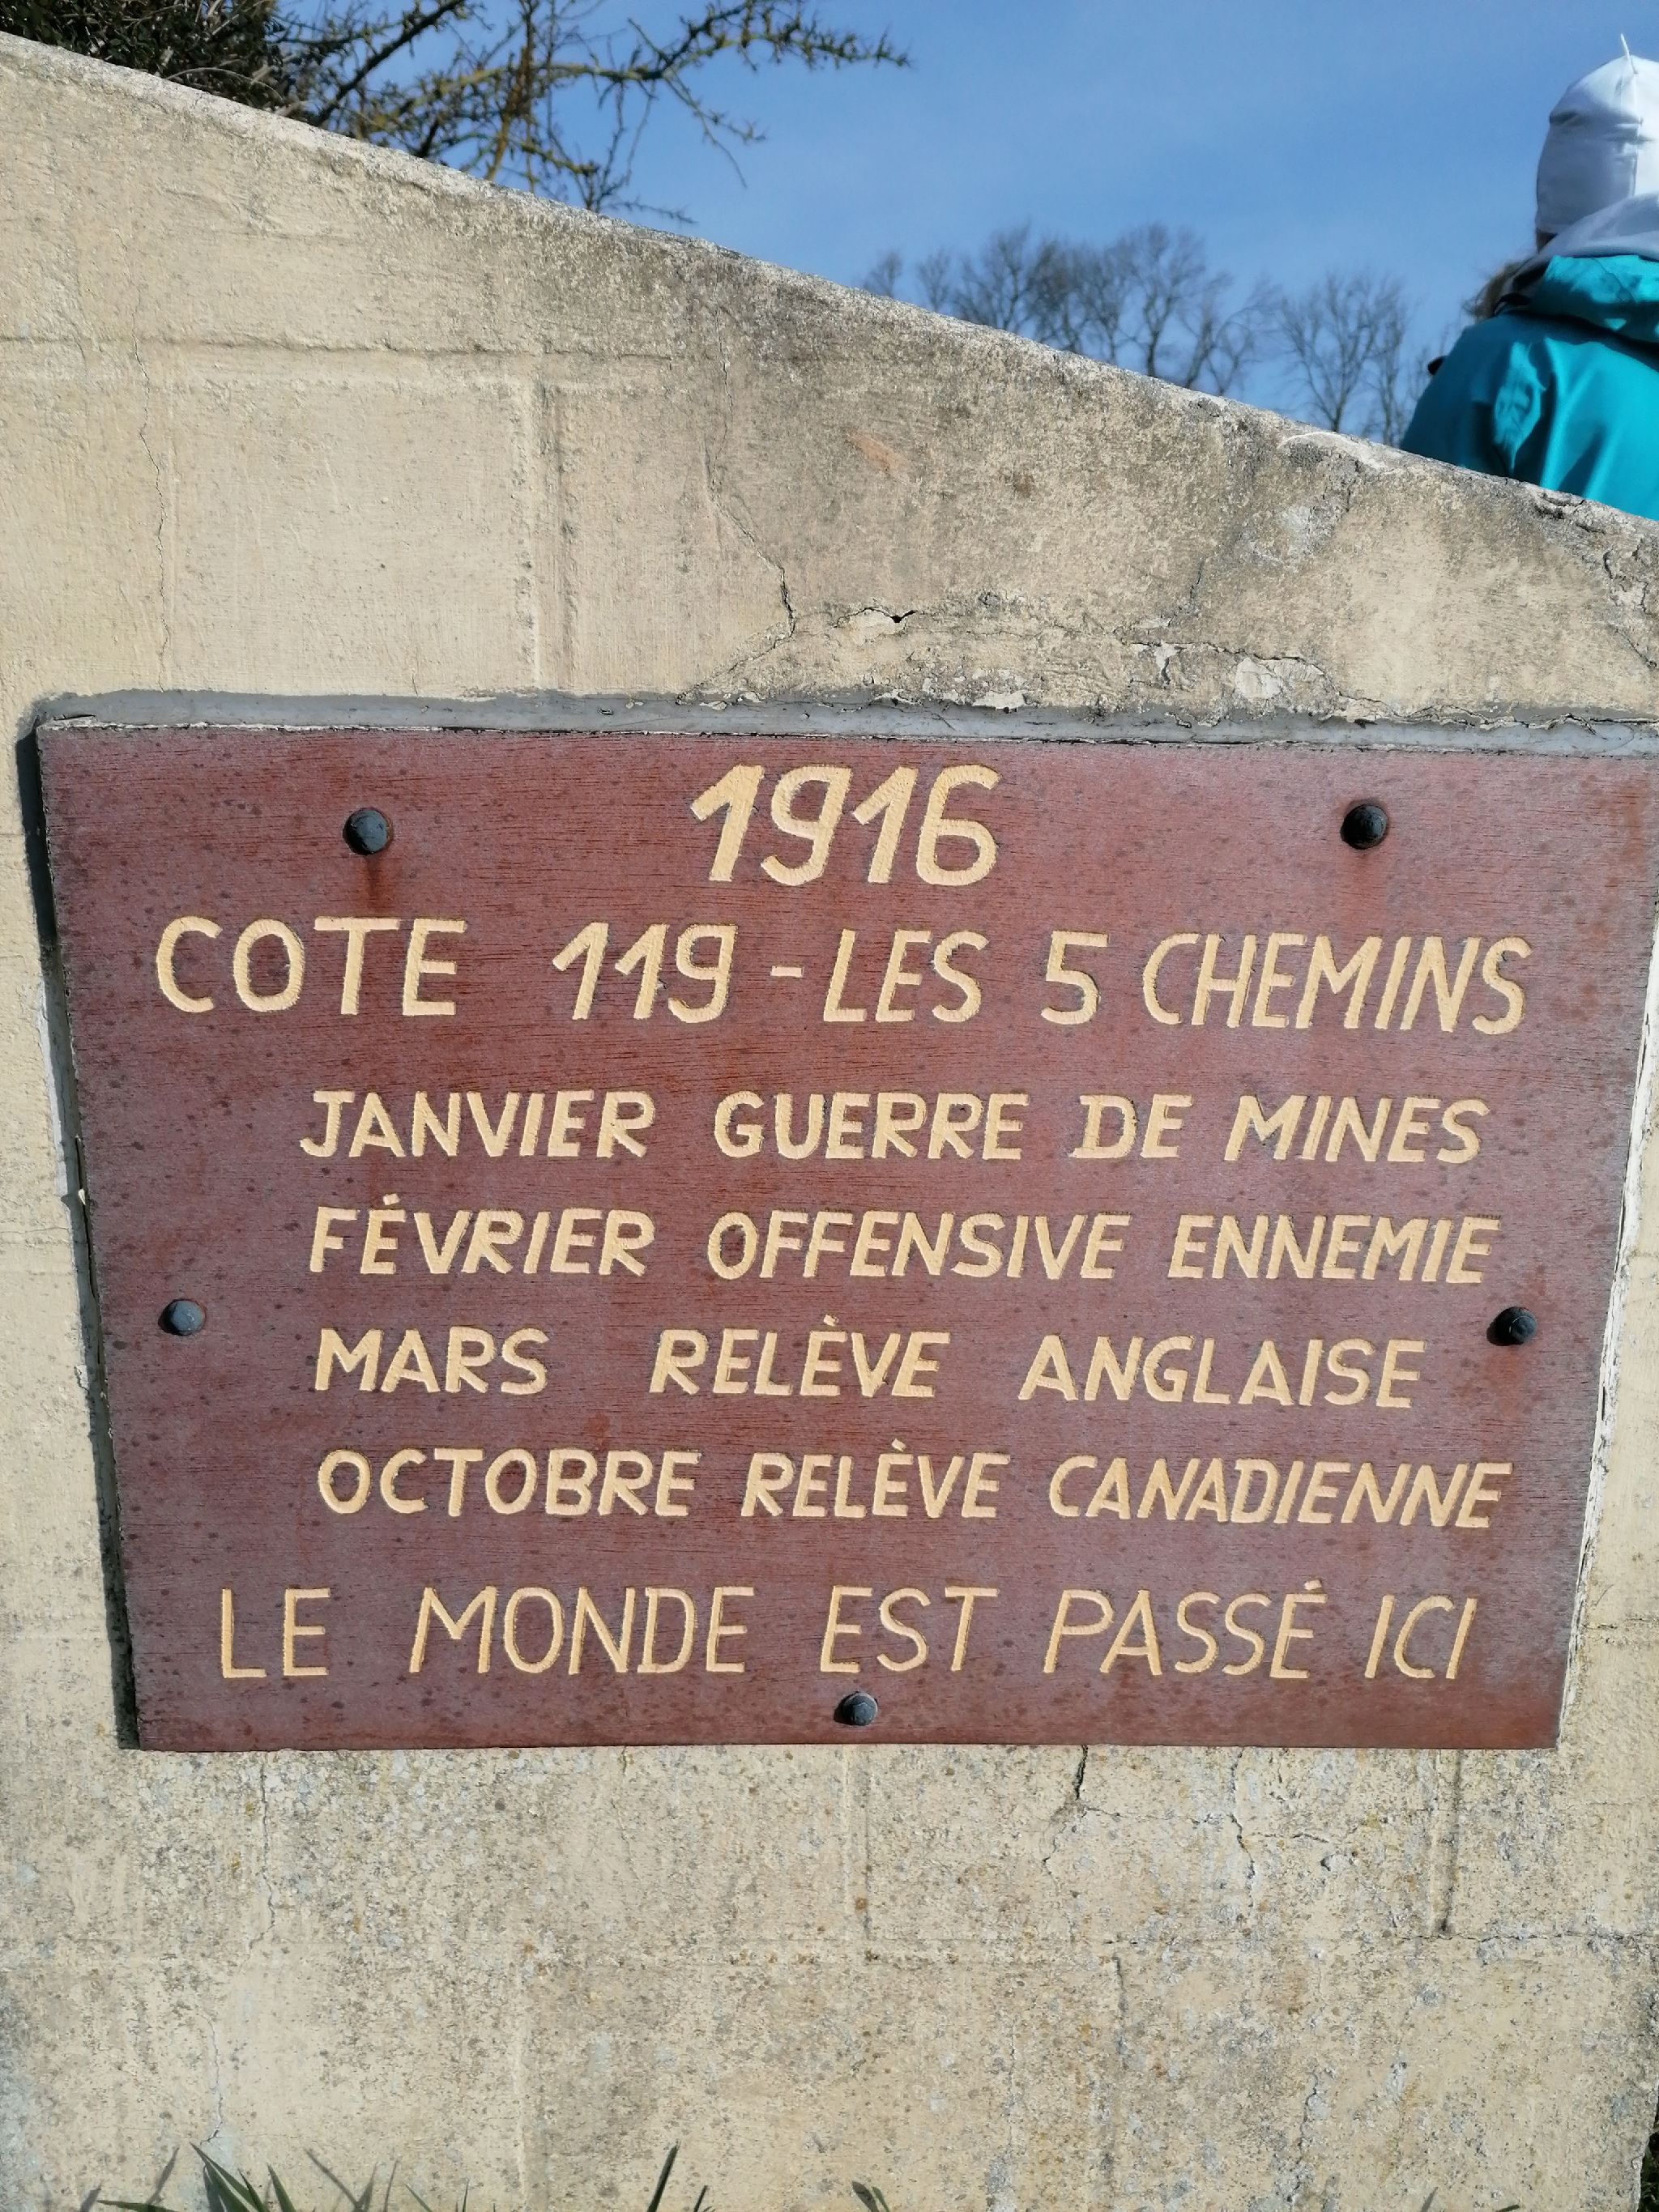 1916
COTE 119 - LES 5 CHEMINS
JANVIER GUERRE DE MINES
FÉVRIER OFFENSIVE ENNEMIE
MARS RELÈVE ANGLAISE
OCTOBRE RELÈVE CANADIENNE
LE MONDE EST PASSÉ ICI